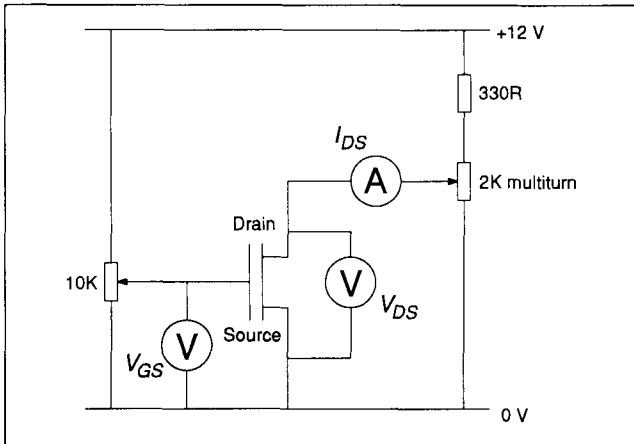 +12 V
330R
I_DS
A
2K multiturn
Drain
10K
V
V_DS
Source
V
V_GS
0 V